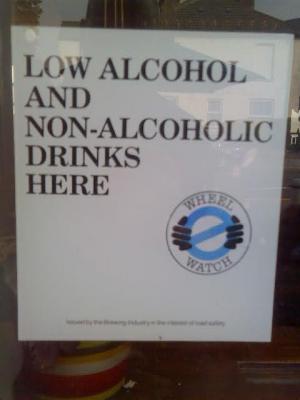 LOW ALCOHOL
AND
NON-ALCOHOLIC
DRINKS
HERE
WHEEL
WATCH
Issued by the Brewing Industry in the interest of road safety